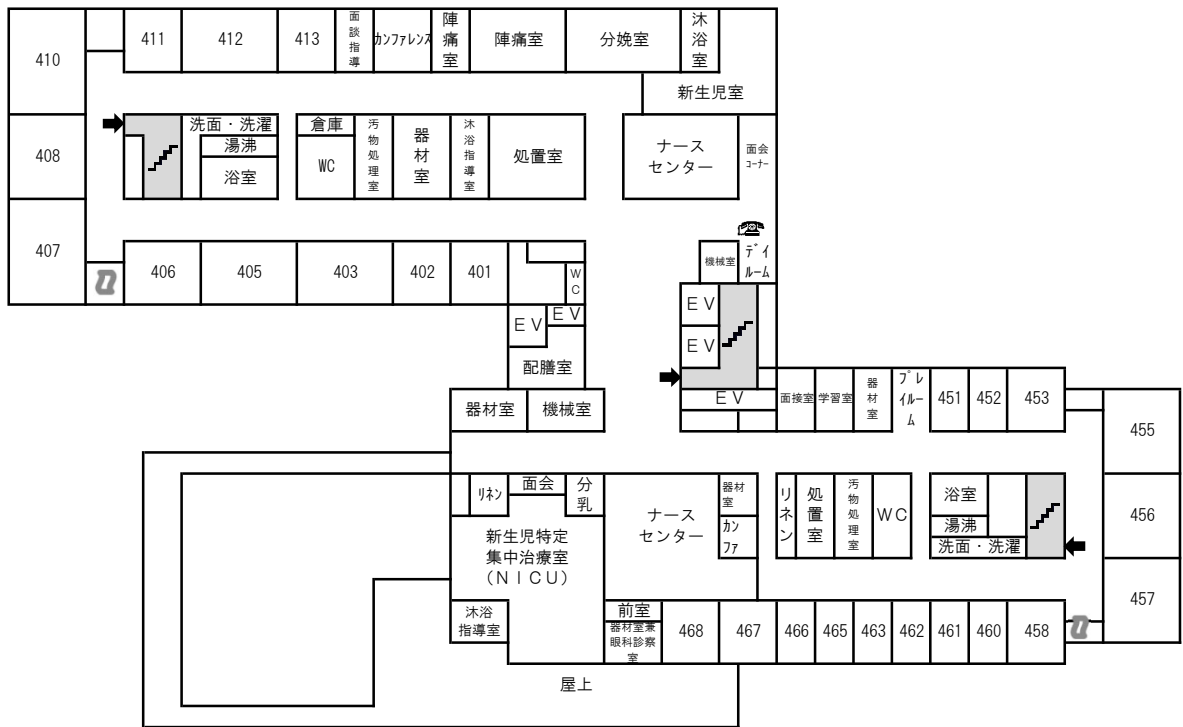 410
411
412
413
面談指導
カンファレンス
陣痛室
陣痛室
分娩室
沐浴室
新生児室
408
洗面・洗濯
湯沸
浴室
倉庫
WC
汚物処理室
器材室
沐浴指導室
処置室
ナース
センター
面会
コーナー
407
406
405
403
402
401
WC
機械室
デイ
ルーム
EV
EV
EV
EV
配膳室
EV
器材室
機械室
面接室
学習室
器材室
プレ
イルー
ム
451
452
453
455
リネン
面会
分乳
ナース
センター
器材
室
カン
ファ
リネン
処置室
汚物処理室
WC
浴室
湯沸
洗面・洗濯
456
新生児特定
集中治療室
(NICU)
457
沐浴
指導室
前室
器材室兼
眼科診察
室
468
467
466
465
463
462
461
460
458
屋上